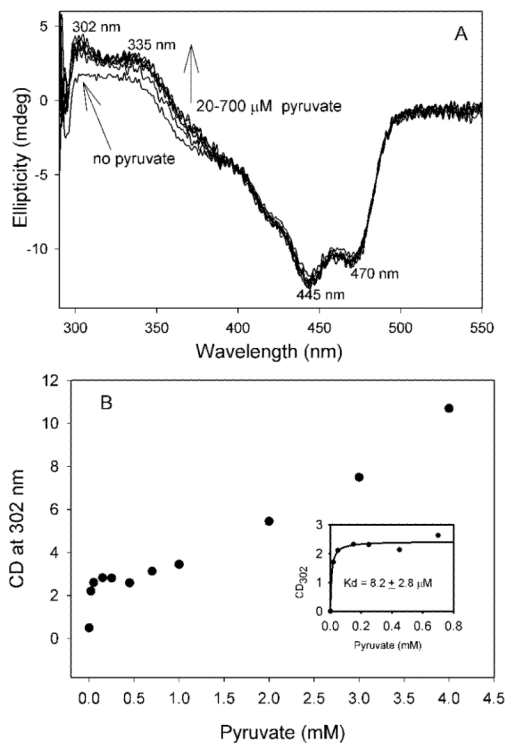 A
302 nm
335 nm
20-700 μM pyruvate
no pyruvate
445 nm
470 nm
Ellipticity (mdeg)
5
0
-5
-10
300 350 400 450 500 550
Wavelength (nm)
B
CD at 302 nm
12
10
8
6
4
2
0
CD302
3
2
1
0
Kd = 8.2 ± 2.8 μM
0.0 0.2 0.4 0.6 0.8
Pyruvate (mM)
0.0 0.5 1.0 1.5 2.0 2.5 3.0 3.5 4.0 4.5
Pyruvate (mM)